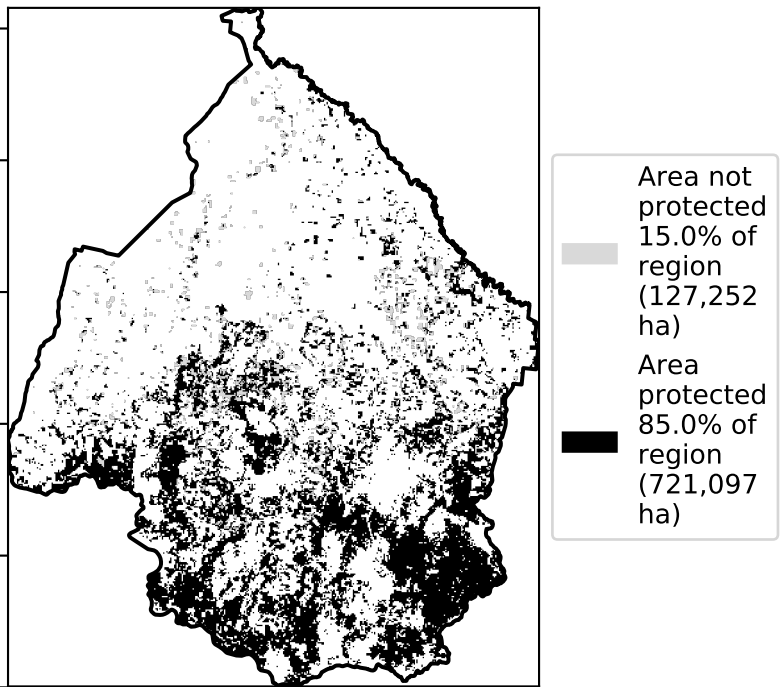 Area not
protected
15.0% of
region
(127,252
ha)
Area
protected
85.0% of
region
(721,097
ha)